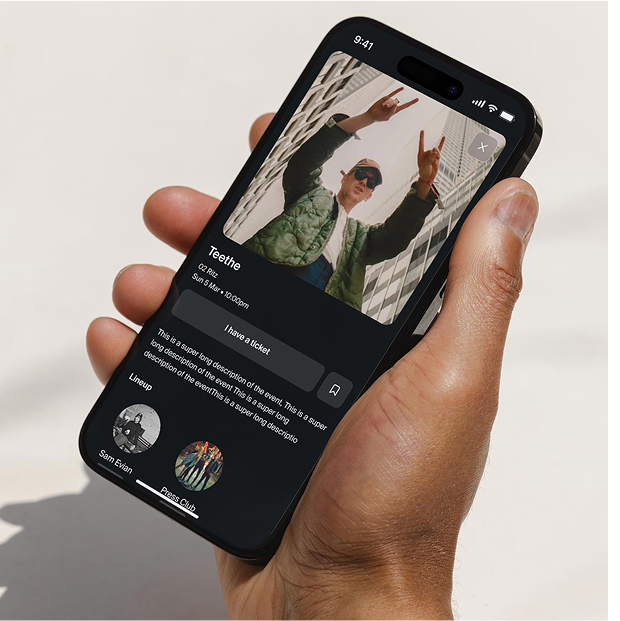 9:41
Teethe
O2 Ritz
Sun 5 Mar • 10:00pm
I have a ticket
This is a super long description of the event, This is a super
long description of the event This is a super long
description of the eventThis is a super long descriptio
Lineup
Sam Evian
Press Club